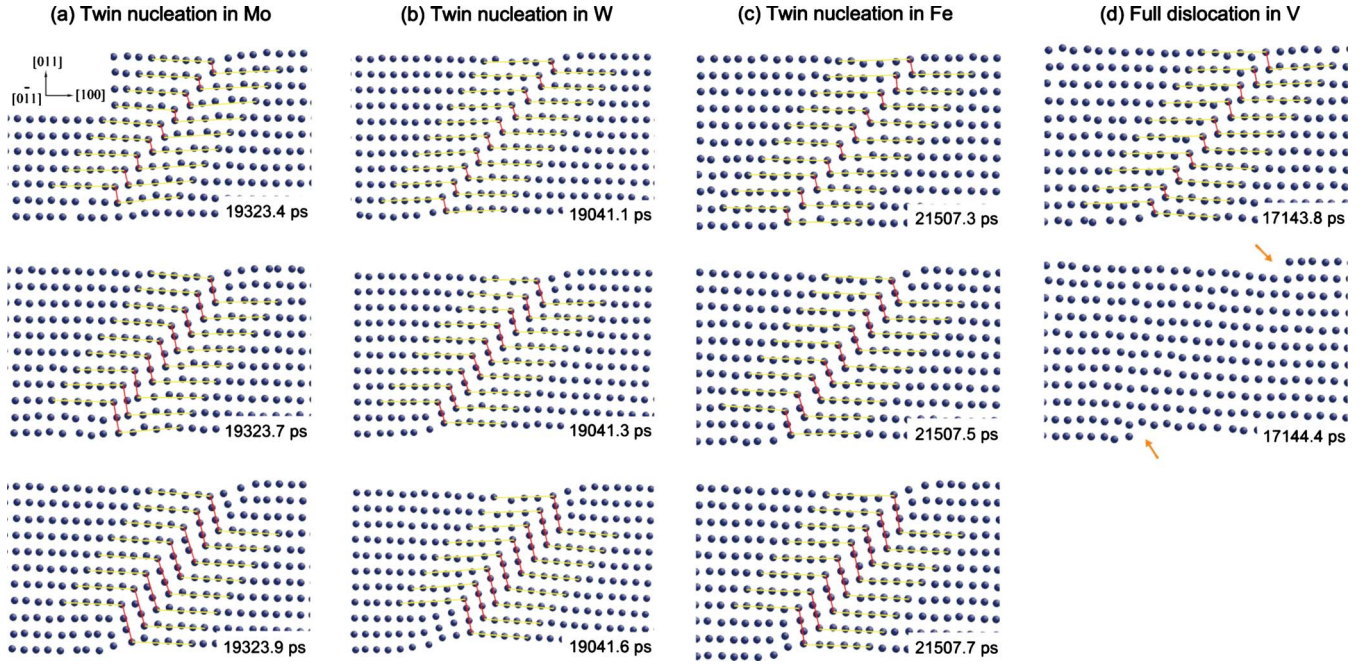 (a) Twin nucleation in Mo
(b) Twin nucleation in W
(c) Twin nucleation in Fe
(d) Full dislocation in V
[011]
[01̄1] [100]
19323.4 ps
19041.1 ps
21507.3 ps
17143.8 ps
19323.7 ps
19041.3 ps
21507.5 ps
17144.4 ps
19323.9 ps
19041.6 ps
21507.7 ps